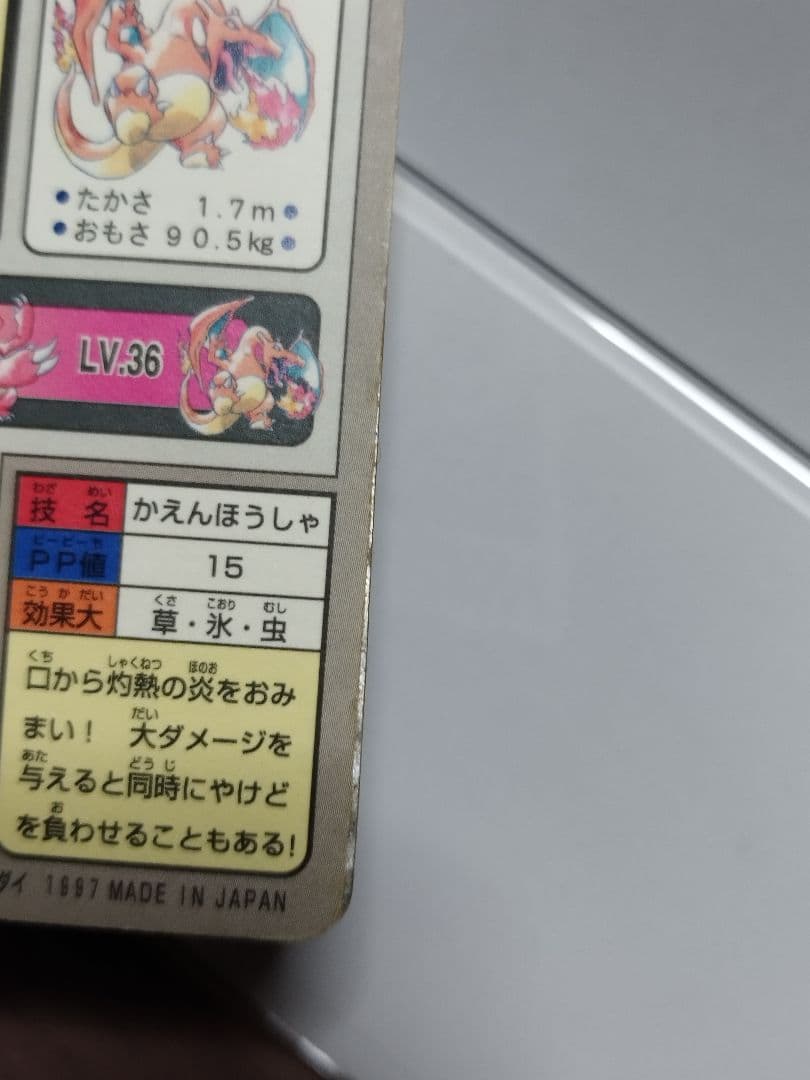 •たかさ 1.7m•
•おもさ 90.5kg•
LV.36
わざ めい
技名 かえんほうしゃ
ピーピーち
PP値 15
こうかだい くさ こおり むし
効果大 草・氷・虫
くち しゃくねつ ほのお
口から灼熱の炎をおみ
だい
まい! 大ダメージを
あた どうじ
与えると同時にやけど
お
を負わせることもある!
ダイ 1997 MADE IN JAPAN